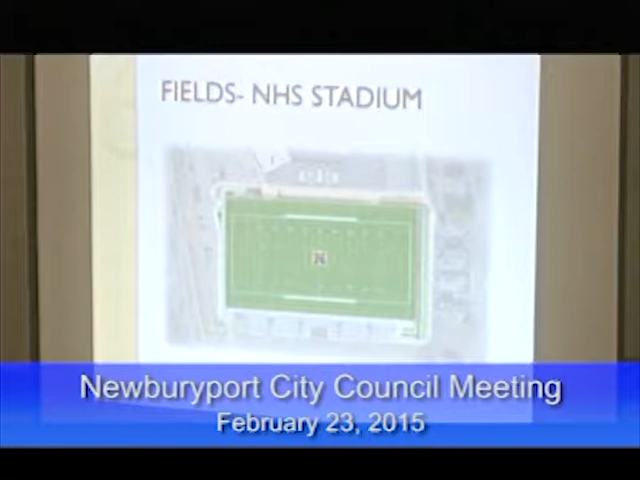 FIELDS- NHS STADIUM
N
Newburyport City Council Meeting
February 23, 2015